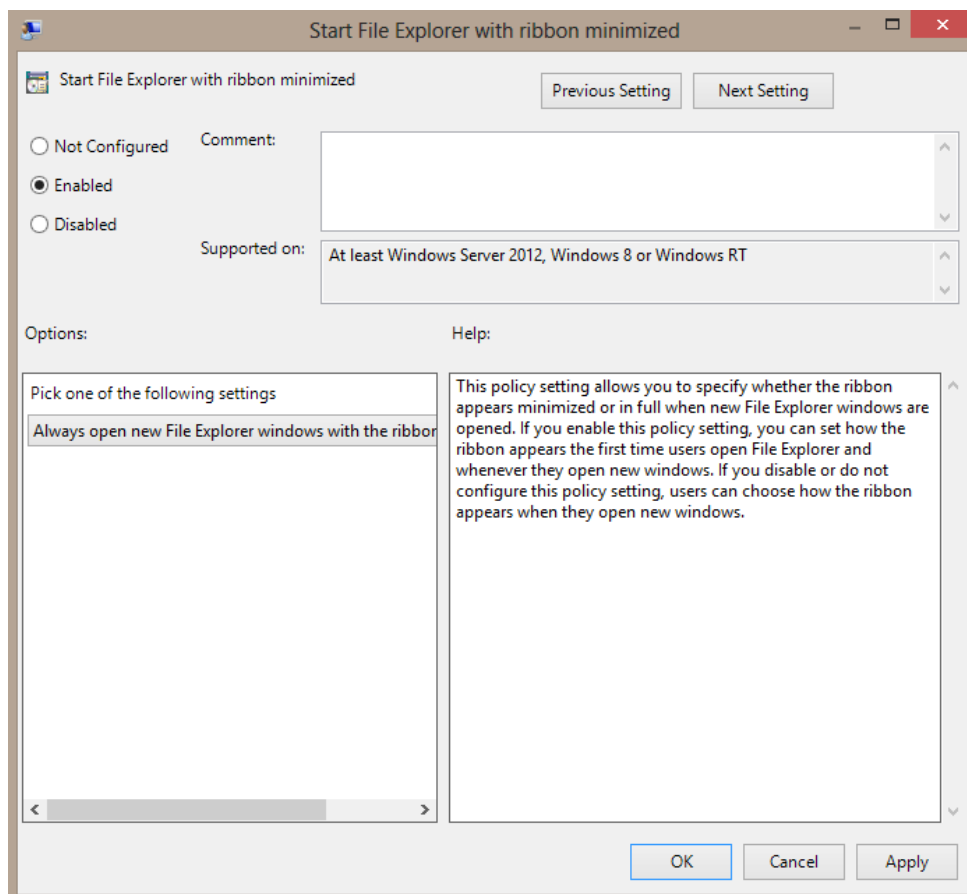 Start File Explorer with ribbon minimized
Start File Explorer with ribbon minimized
Previous Setting
Next Setting
Not Configured
Comment:
Enabled
Disabled
Supported on:
At least Windows Server 2012, Windows 8 or Windows RT
Options:
Help:
Pick one of the following settings
Always open new File Explorer windows with the ribbon
This policy setting allows you to specify whether the ribbon
appears minimized or in full when new File Explorer windows are
opened. If you enable this policy setting, you can set how the
ribbon appears the first time users open File Explorer and
whenever they open new windows. If you disable or do not
configure this policy setting, users can choose how the ribbon
appears when they open new windows.
OK
Cancel
Apply